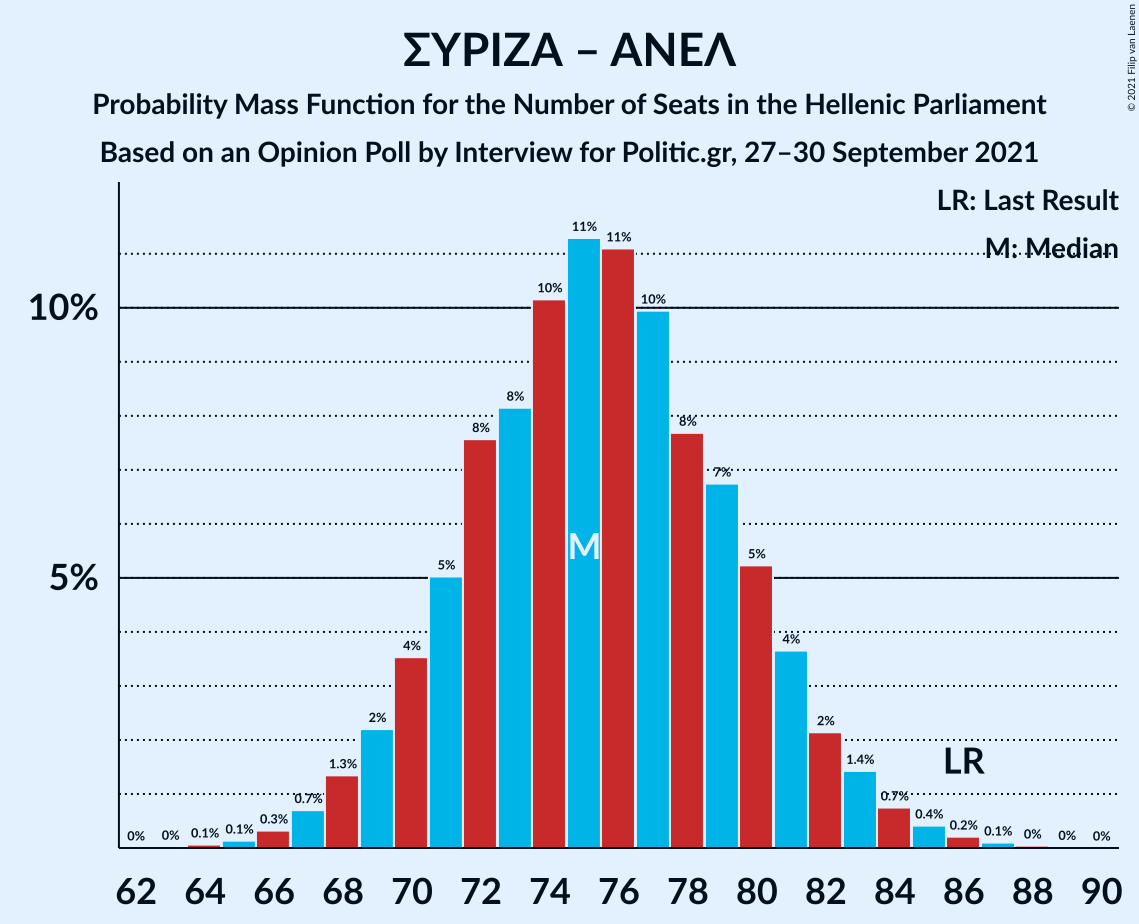 ΣΥΡΙΖΑ – ΑΝΕΛ
Probability Mass Function for the Number of Seats in the Hellenic Parliament
Based on an Opinion Poll by Interview for Politic.gr, 27–30 September 2021
© 2021 Filip van Laenen
LR: Last Result
M: Median
10%
5%
0% 0% 0.1% 0.1% 0.3% 0.7% 1.3% 2% 4% 5% 8% 8% 10% 11% 11% 10% 8% 7% 5% 4% 2% 1.4% 0.7% 0.4% 0.2% 0.1% 0% 0% 0%
M
LR
62 64 66 68 70 72 74 76 78 80 82 84 86 88 90